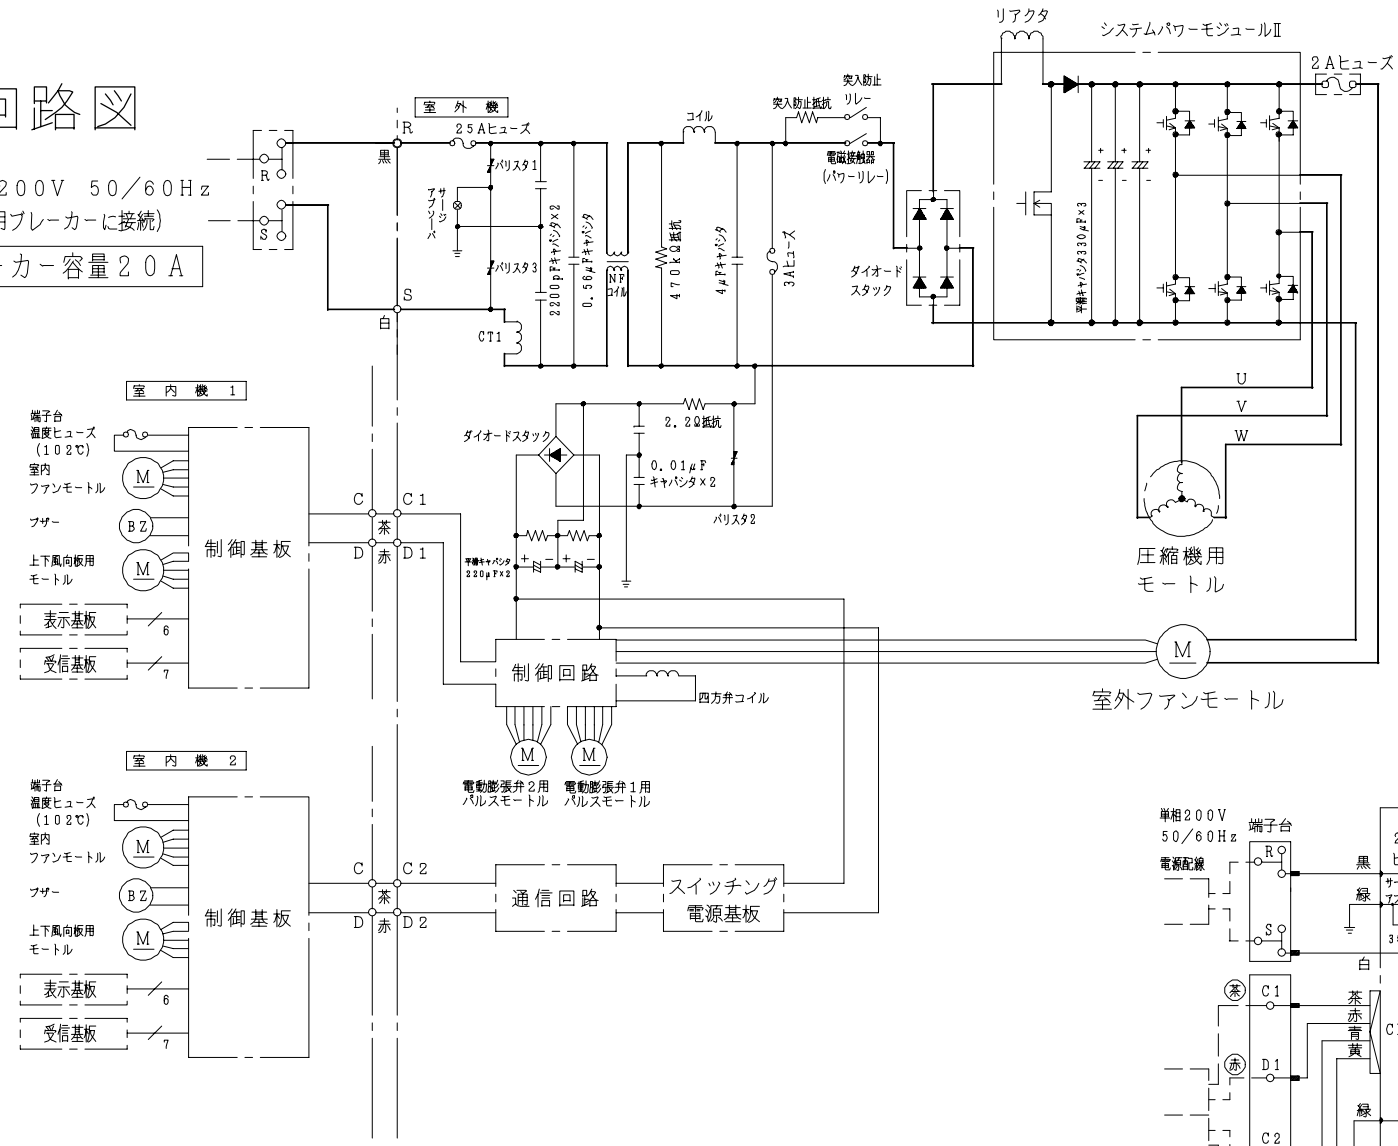 回路図
200V 50/60Hz
用ブレーカーに接続)
ーカー容量20A
R
S
室外機
R
黒
S
白
25Aヒューズ
バリスタ1
サージ
アブソーバ
バリスタ3
CT1
2200pFキャパシタ×2
0.56μFキャパシタ
NF
コイル
470kΩ抵抗
コイル
4μFキャパシタ
3Aヒューズ
突入防止
リレー
突入防止抵抗
電磁接触器
(パワーリレー)
ダイオード
スタック
リアクタ
システムパワーモジュールⅡ
2Aヒューズ
平滑キャパシタ330μF×3
+
+
+
-
-
-
U
V
W
圧縮機用
モートル
M
室外ファンモートル
ダイオードスタック
2.2Ω抵抗
0.01μF
キャパシタ×2
バリスタ2
平滑キャパシタ
220μF×2
+ - + -
制御回路
四方弁コイル
M
M
電動膨張弁2用
パルスモートル
電動膨張弁1用
パルスモートル
室内機1
端子台
温度ヒューズ
(102℃)
室内
ファンモートル
M
ブザー
BZ
上下風向板用
モートル
M
表示基板
6
受信基板
7
制御基板
C
C1
茶
D
赤
D1
室内機2
端子台
温度ヒューズ
(102℃)
室内
ファンモートル
M
ブザー
BZ
上下風向板用
モートル
M
表示基板
6
受信基板
7
制御基板
C
C2
茶
D
赤
D2
通信回路
スイッチング
電源基板
単相200V
50/60Hz
電源配線
端子台
R
S
黒
緑
白
茶
C1
赤
D1
C2
茶
赤
青
黄
緑